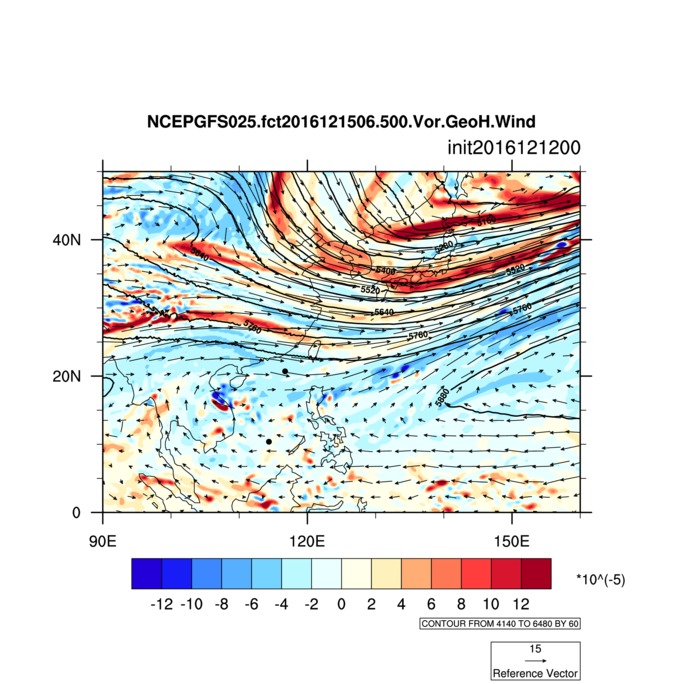 NCEPGFS025.fct2016121506.500.Vor.GeoH.Wind
init2016121200
40N
20N
0
90E 120E 150E
5640
5400
5520
5640
5760
5760
5160
5280
5520
5760
5880
-12 -10 -8 -6 -4 -2 0 2 4 6 8 10 12
*10^(-5)
CONTOUR FROM 4140 TO 6480 BY 60
15
Reference Vector